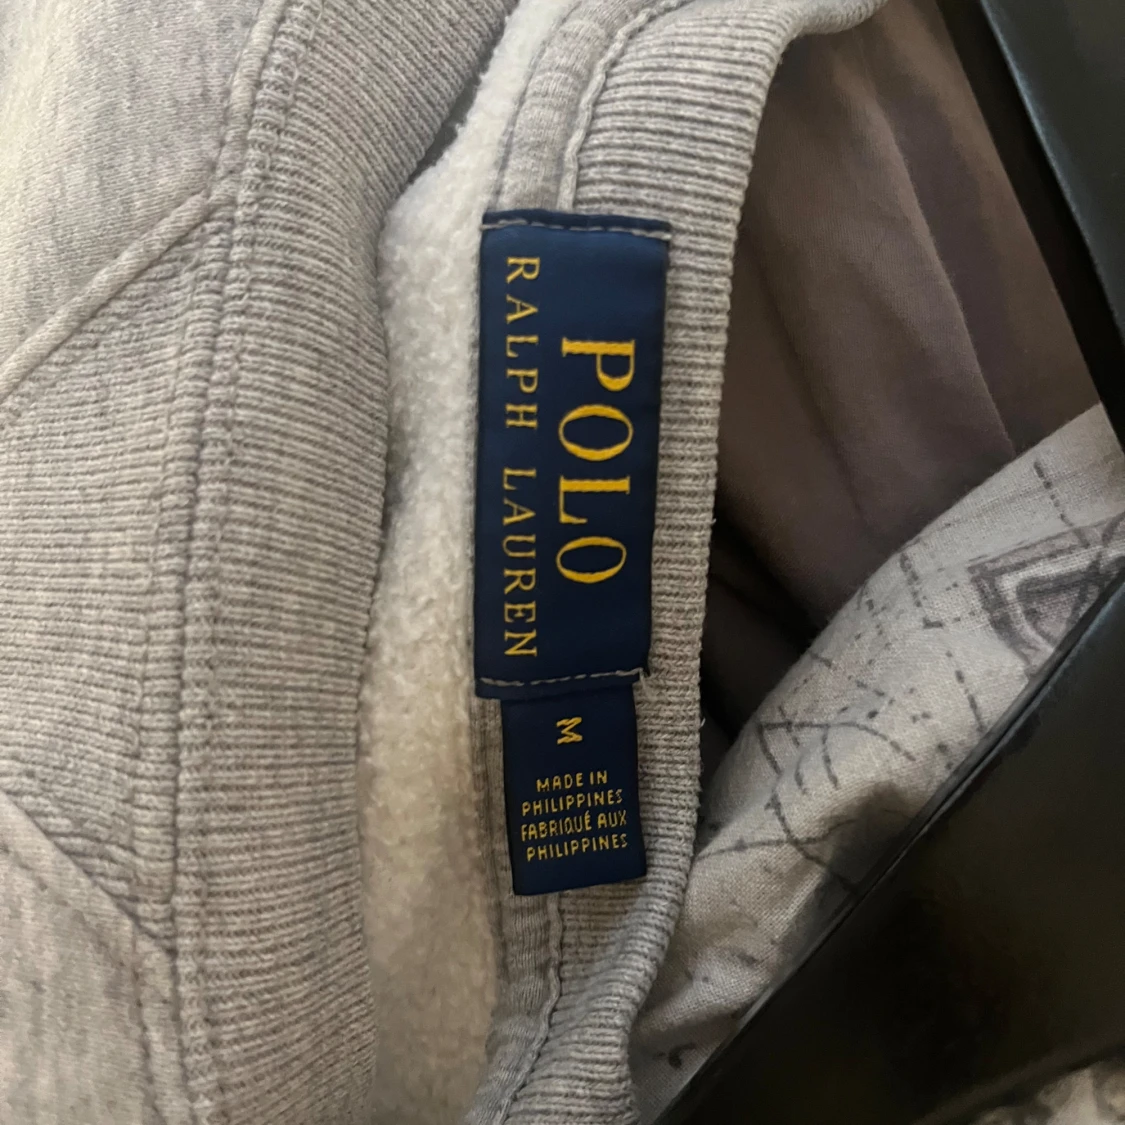 POLO
RALPH LAUREN
M
MADE IN
PHILIPPINES
FABRIQUÉ AUX
PHILIPPINES